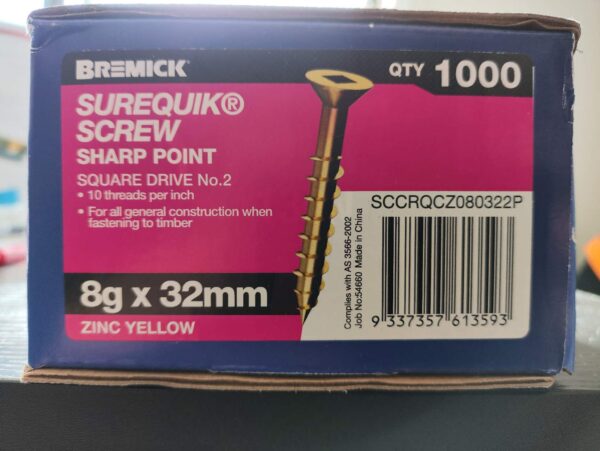 BREMICK
QTY 1000
SUREQUIK®
SCREW
SHARP POINT
SQUARE DRIVE No.2
• 10 threads per inch
• For all general construction when
fastening to timber
8g x 32mm
ZINC YELLOW
SCCRQCZ080322P
Complies with AS 3566-2002
Job No:54660 Made in China
9 337357 613593